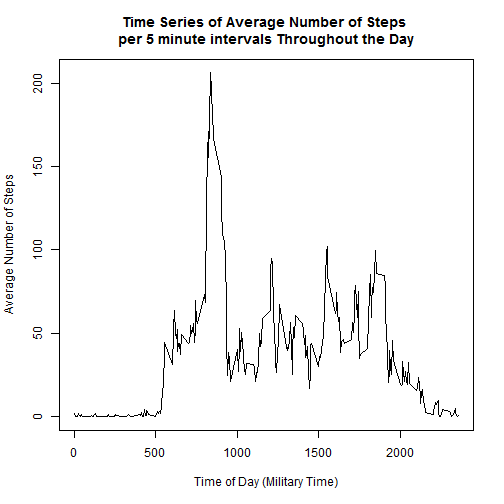 Time Series of Average Number of Steps
per 5 minute intervals Throughout the Day
Average Number of Steps
200
150
100
50
0
0 500 1000 1500 2000
Time of Day (Military Time)